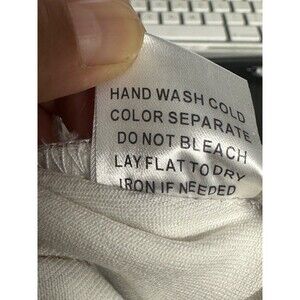 HAND WASH COLD
COLOR SEPARATE
DO NOT BLEACH
LAY FLAT TO DRY
IRON IF NEEDED